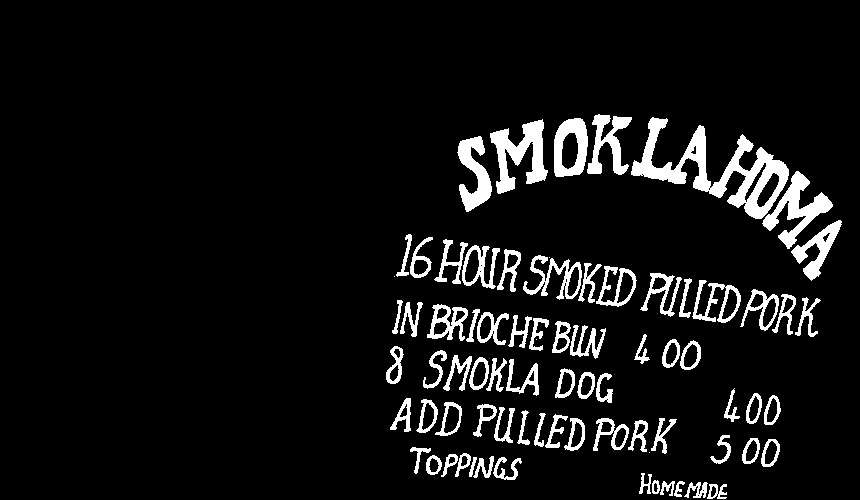 SMOKLAHOMA
16 HOUR SMOKED PULLED PORK
IN BRIOCHE BUN 4 00
8 SMOKLA DOG 4 00
ADD PULLED PORK 5 00
TOPPINGS
HOMEMADE